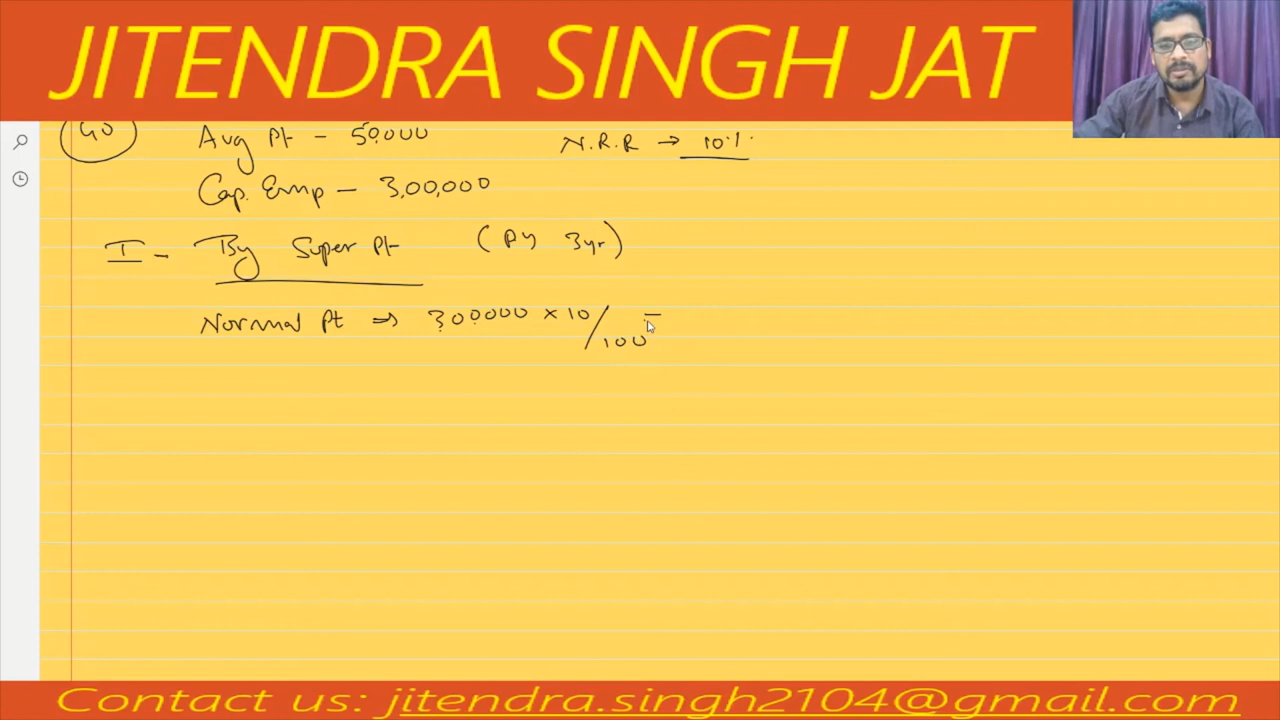 JITENDRA SINGH JAT
40
Avg Pt - 50,000
N.R.R → 10%.
Cap. Emp - 3,00,000
I - By Super Pt (py 3yr)
Normal Pt ⇒ 300000 × 10/100 =
Contact us: jitendra.singh2104@gmail.com